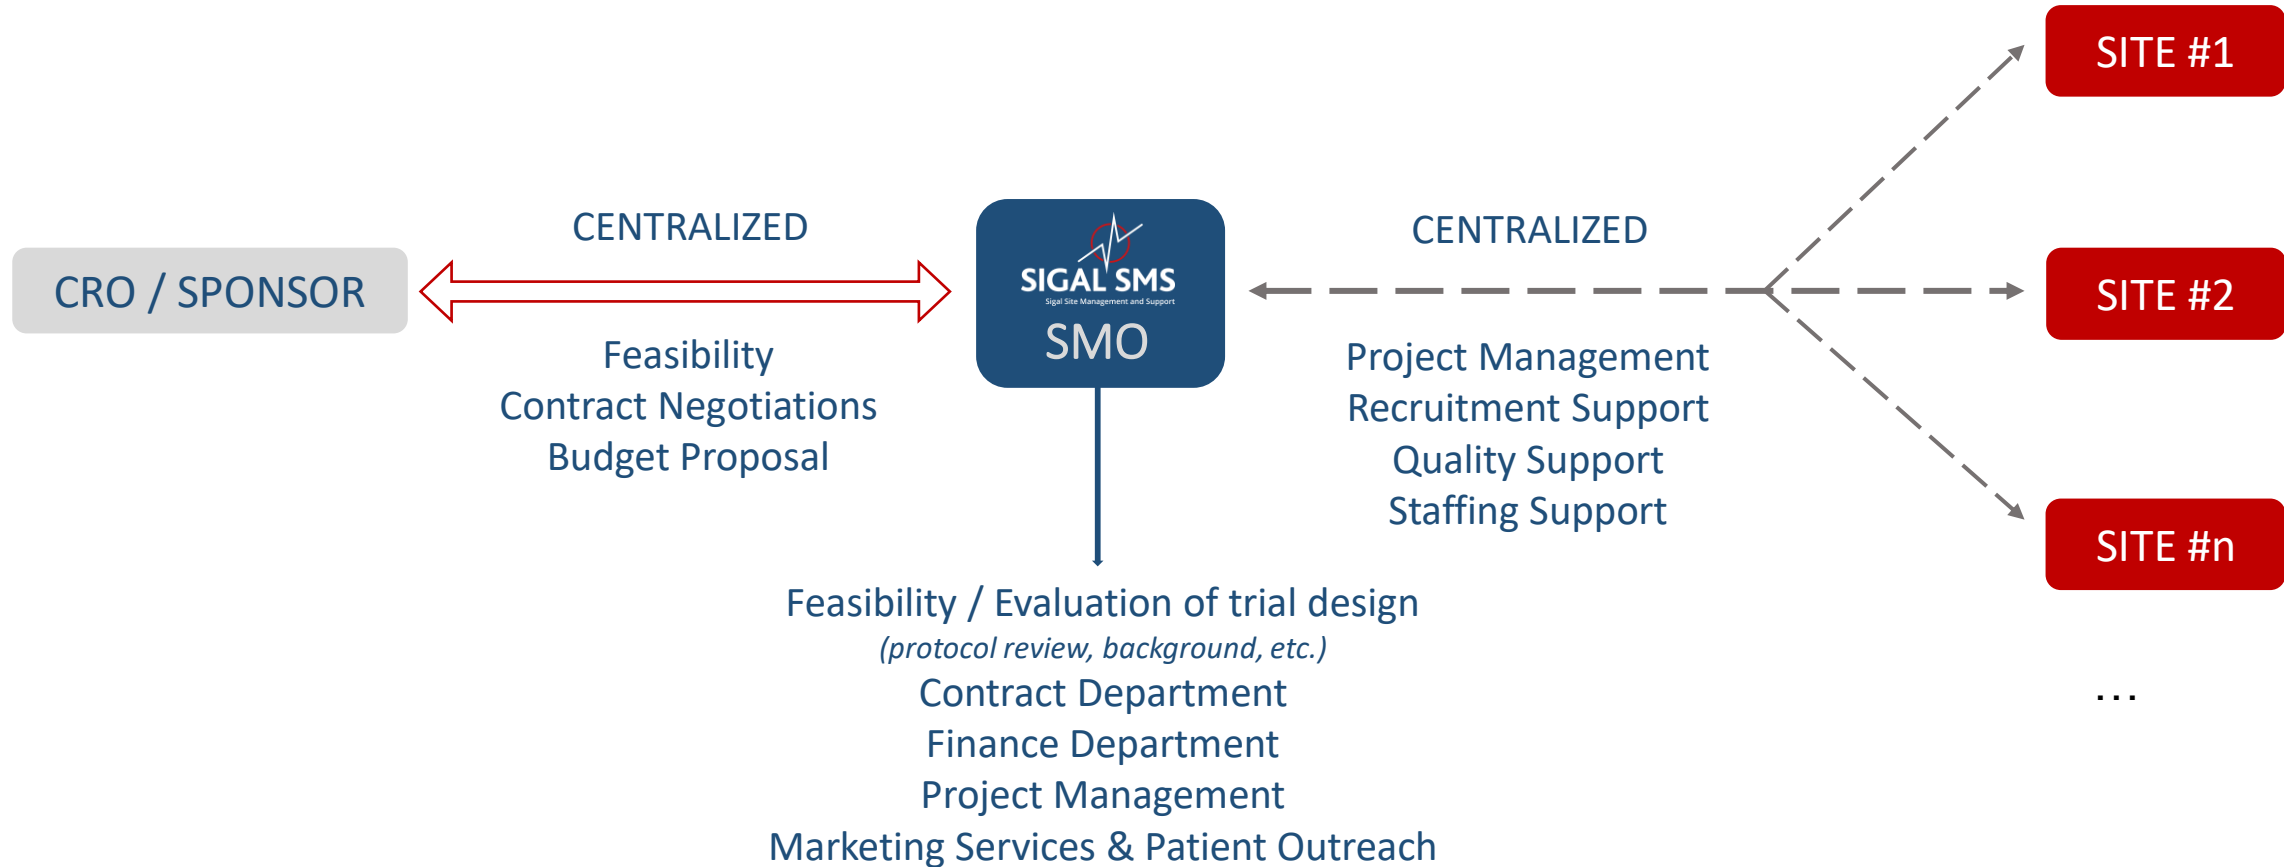 CRO / SPONSOR
CENTRALIZED
Feasibility
Contract Negotiations
Budget Proposal
SIGAL SMS
Sigal Site Management and Support
SMO
CENTRALIZED
Project Management
Recruitment Support
Quality Support
Staffing Support
SITE #1
SITE #2
SITE #n
...
Feasibility / Evaluation of trial design
(protocol review, background, etc.)
Contract Department
Finance Department
Project Management
Marketing Services & Patient Outreach